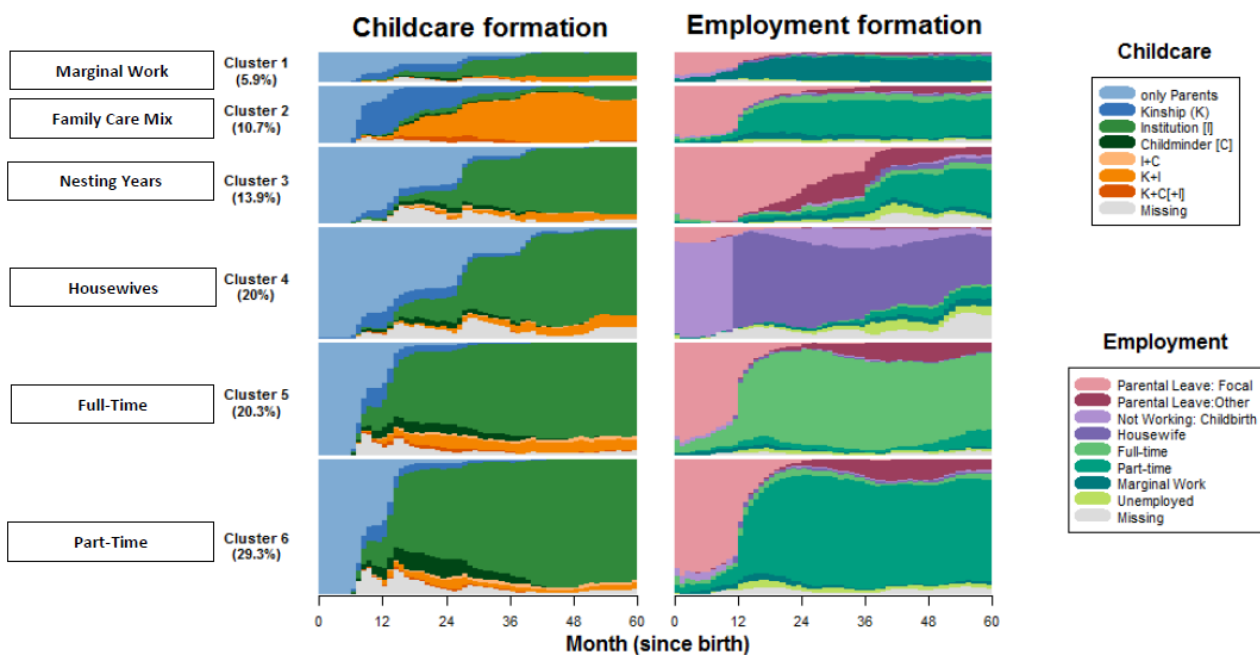 Childcare formation
Employment formation
Marginal Work
Cluster 1
(5.9%)
Family Care Mix
Cluster 2
(10.7%)
Nesting Years
Cluster 3
(13.9%)
Housewives
Cluster 4
(20%)
Full-Time
Cluster 5
(20.3%)
Part-Time
Cluster 6
(29.3%)
0 12 24 36 48 60
0 12 24 36 48 60
Month (since birth)
Childcare
only Parents
Kinship (K)
Institution [I]
Childminder [C]
I+C
K+I
K+C[+I]
Missing
Employment
Parental Leave: Focal
Parental Leave:Other
Not Working: Childbirth
Housewife
Full-time
Part-time
Marginal Work
Unemployed
Missing